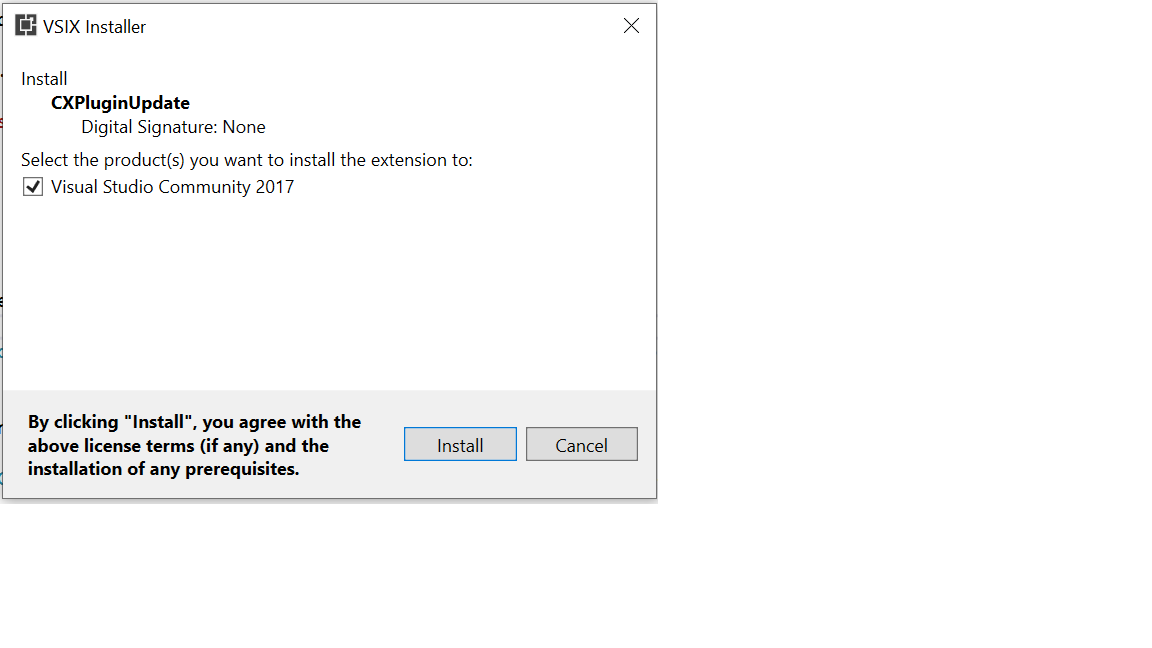 VSIX Installer
Install
CXPluginUpdate
Digital Signature: None
Select the product(s) you want to install the extension to:
Visual Studio Community 2017
By clicking "Install", you agree with the
above license terms (if any) and the
installation of any prerequisites.
Install
Cancel